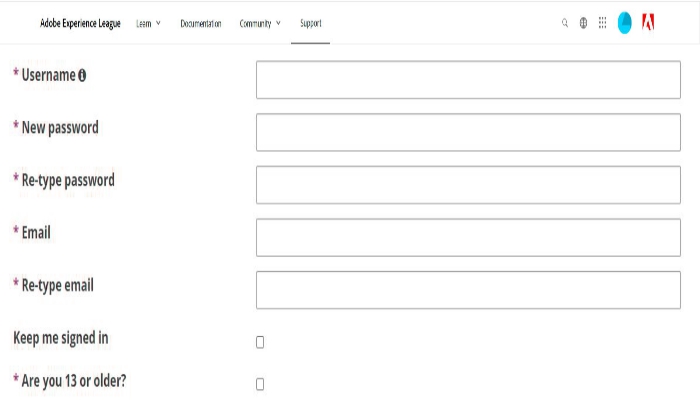 Adobe Experience League Learn Documentation Community Support
* Username
* New password
* Re-type password
* Email
* Re-type email
Keep me signed in
* Are you 13 or older?